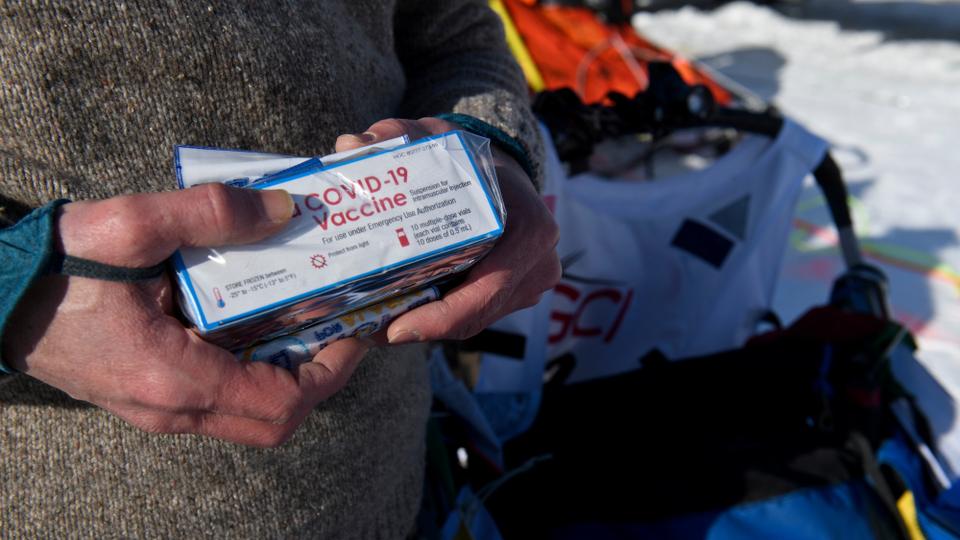 COVID-19
Vaccine
Suspension for
Intramuscular Injection
For use under Emergency Use Authorization
10 multiple-dose vials
(each vial contains
10 doses of 0.5 mL)
Protect from light
STORE FROZEN between
-25° to -15°C (-13° to 5°F)
GCI